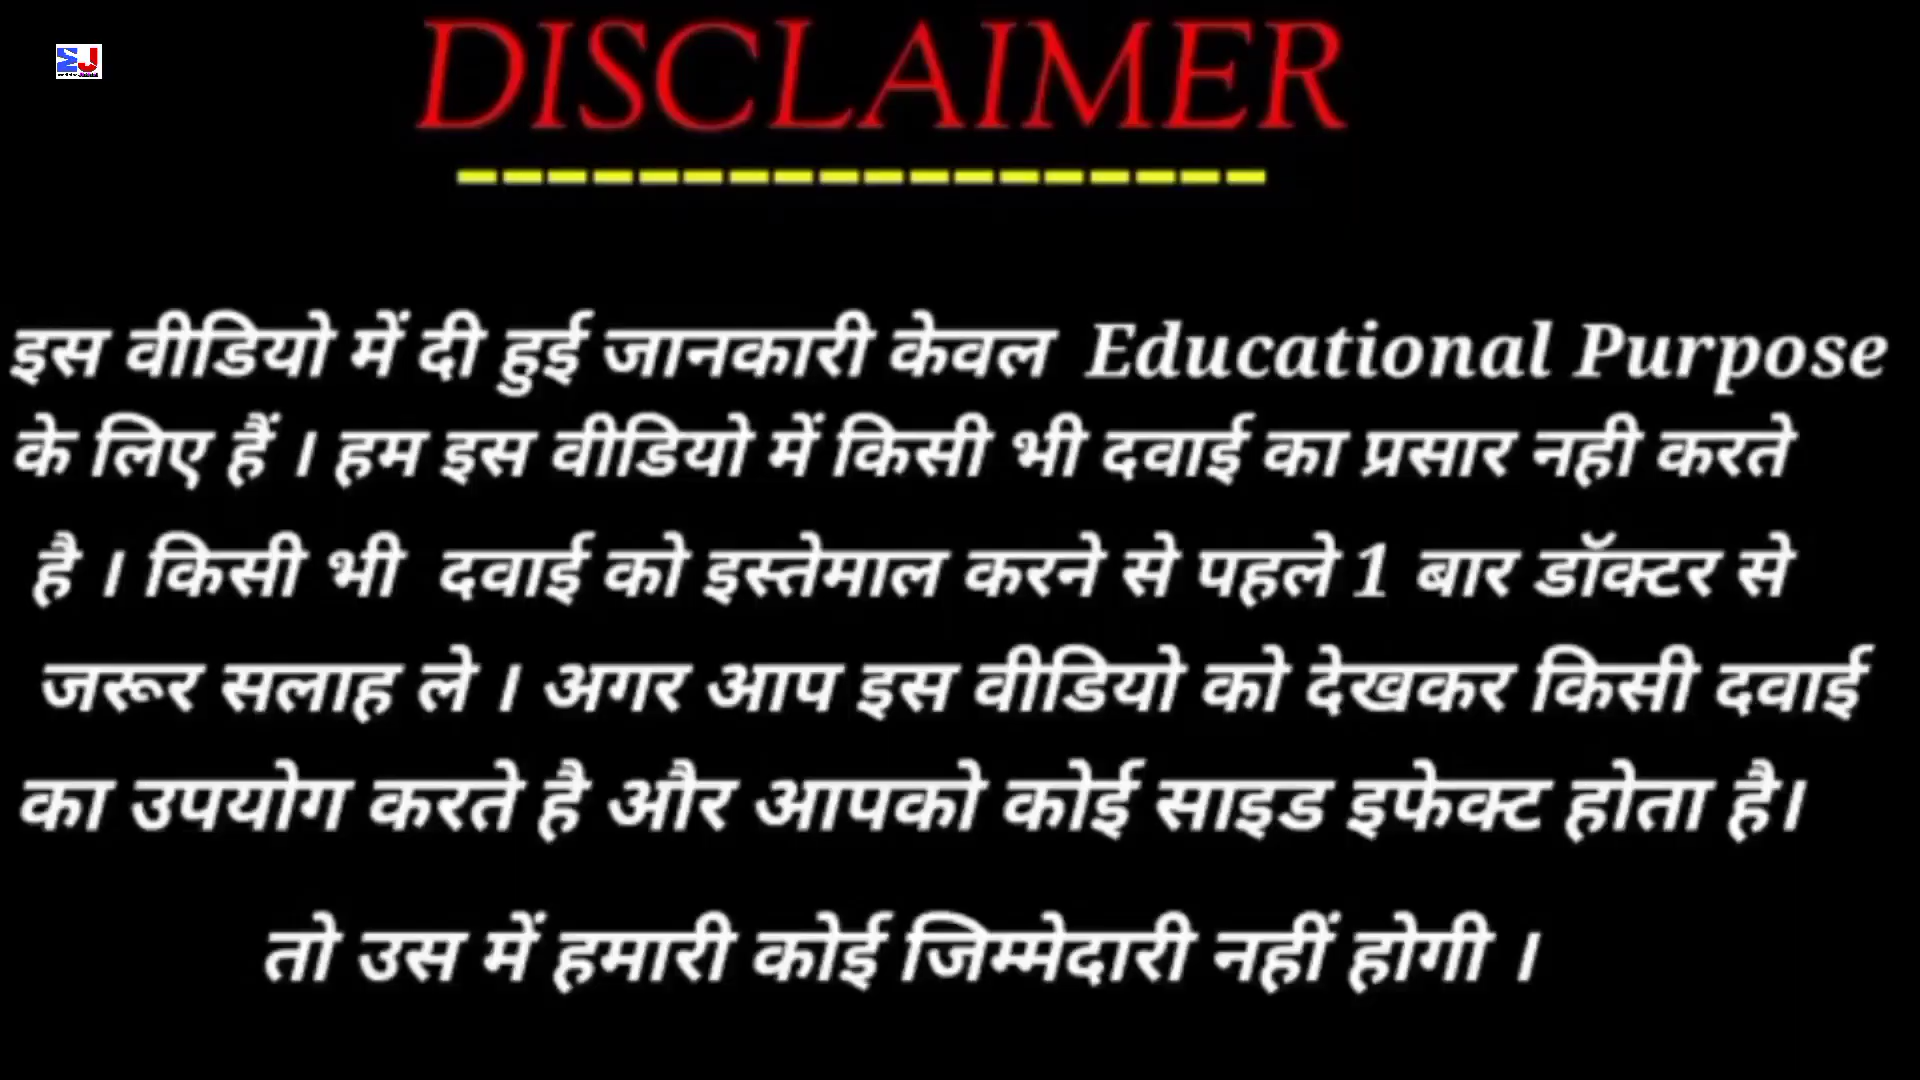 DISCLAIMER
इस वीडियो में दी हुई जानकारी केवल Educational Purpose
के लिए हैं । हम इस वीडियो में किसी भी दवाई का प्रसार नही करते
है । किसी भी दवाई को इस्तेमाल करने से पहले 1 बार डॉक्टर से
जरूर सलाह ले । अगर आप इस वीडियो को देखकर किसी दवाई
का उपयोग करते है और आपको कोई साइड इफेक्ट होता है।
तो उस में हमारी कोई जिम्मेदारी नहीं होगी ।